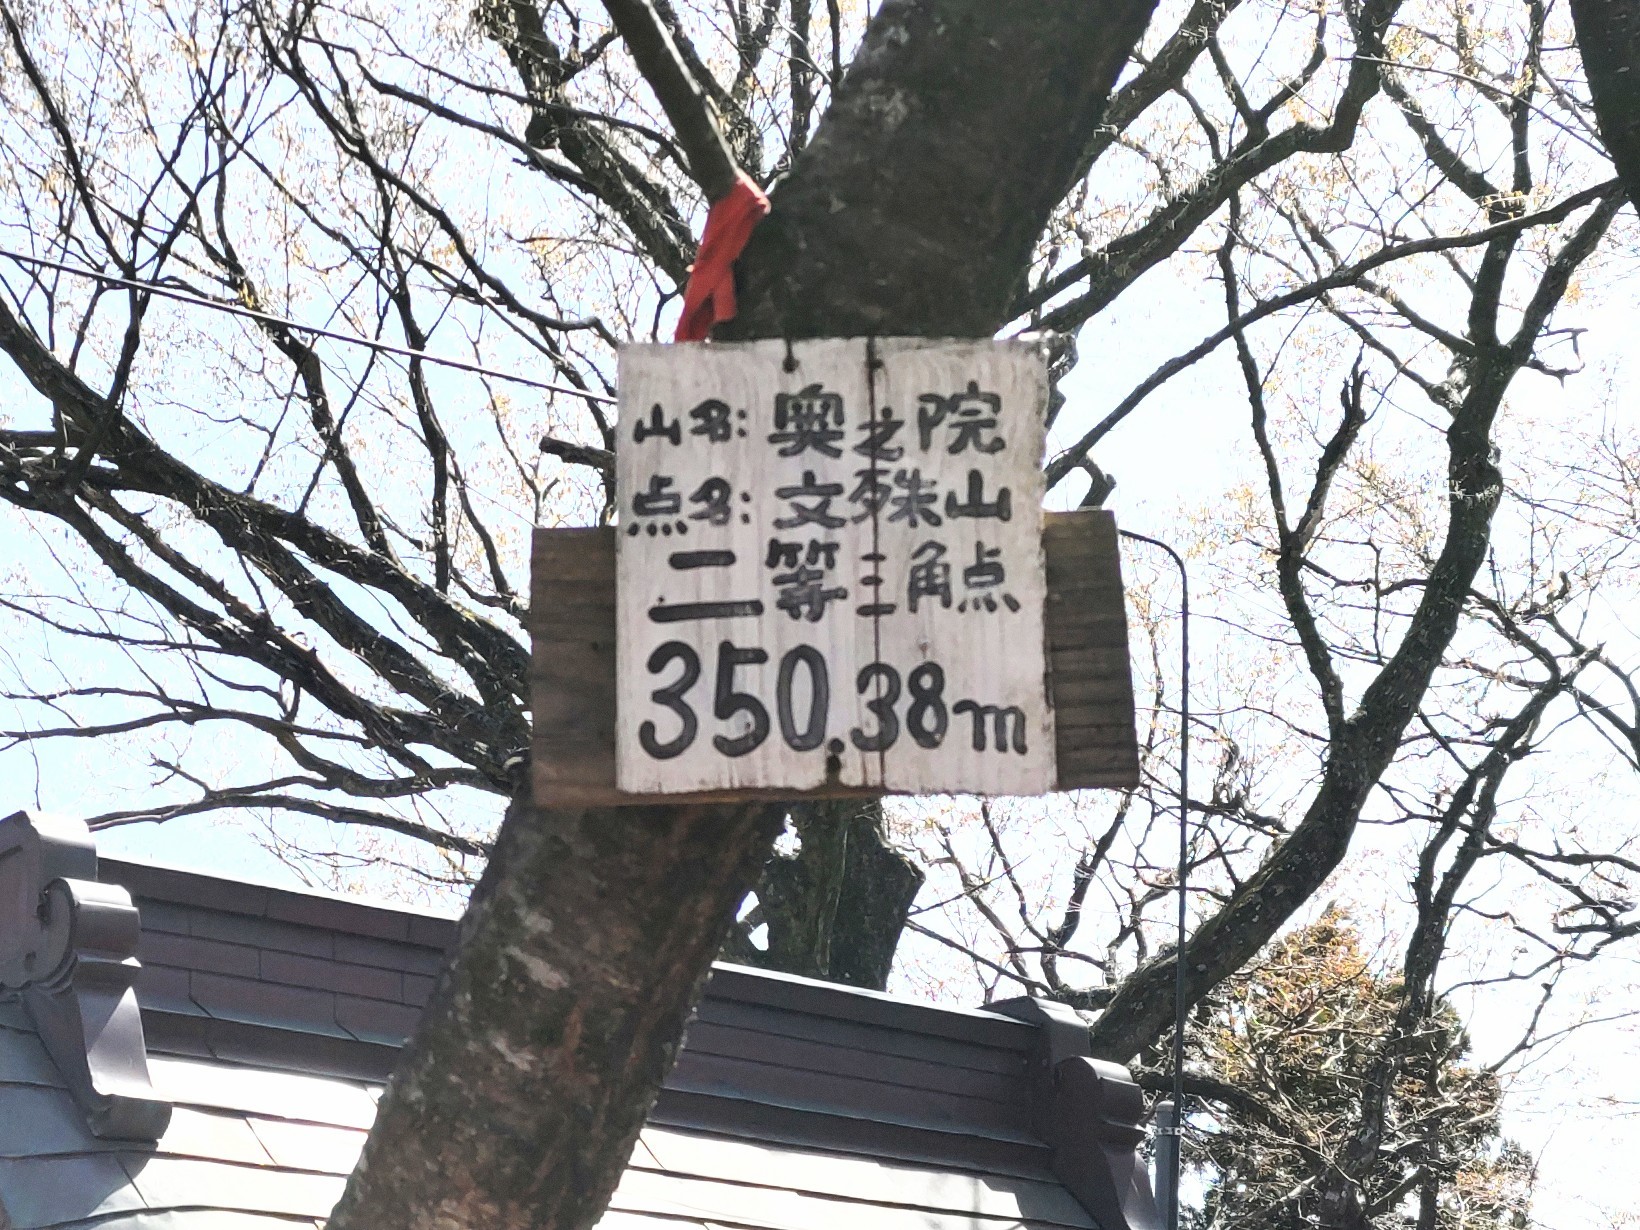 山名:奥之院
点名:文殊山
二等三角点
350.38m